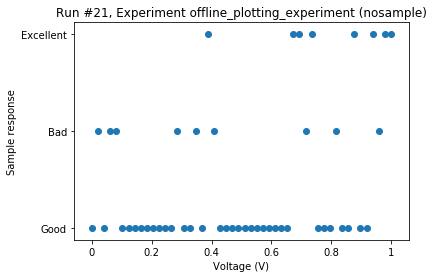 Run #21, Experiment offline_plotting_experiment (nosample)
Excellent
Bad
Good
Sample response
0
0.2
0.4
0.6
0.8
1
Voltage (V)